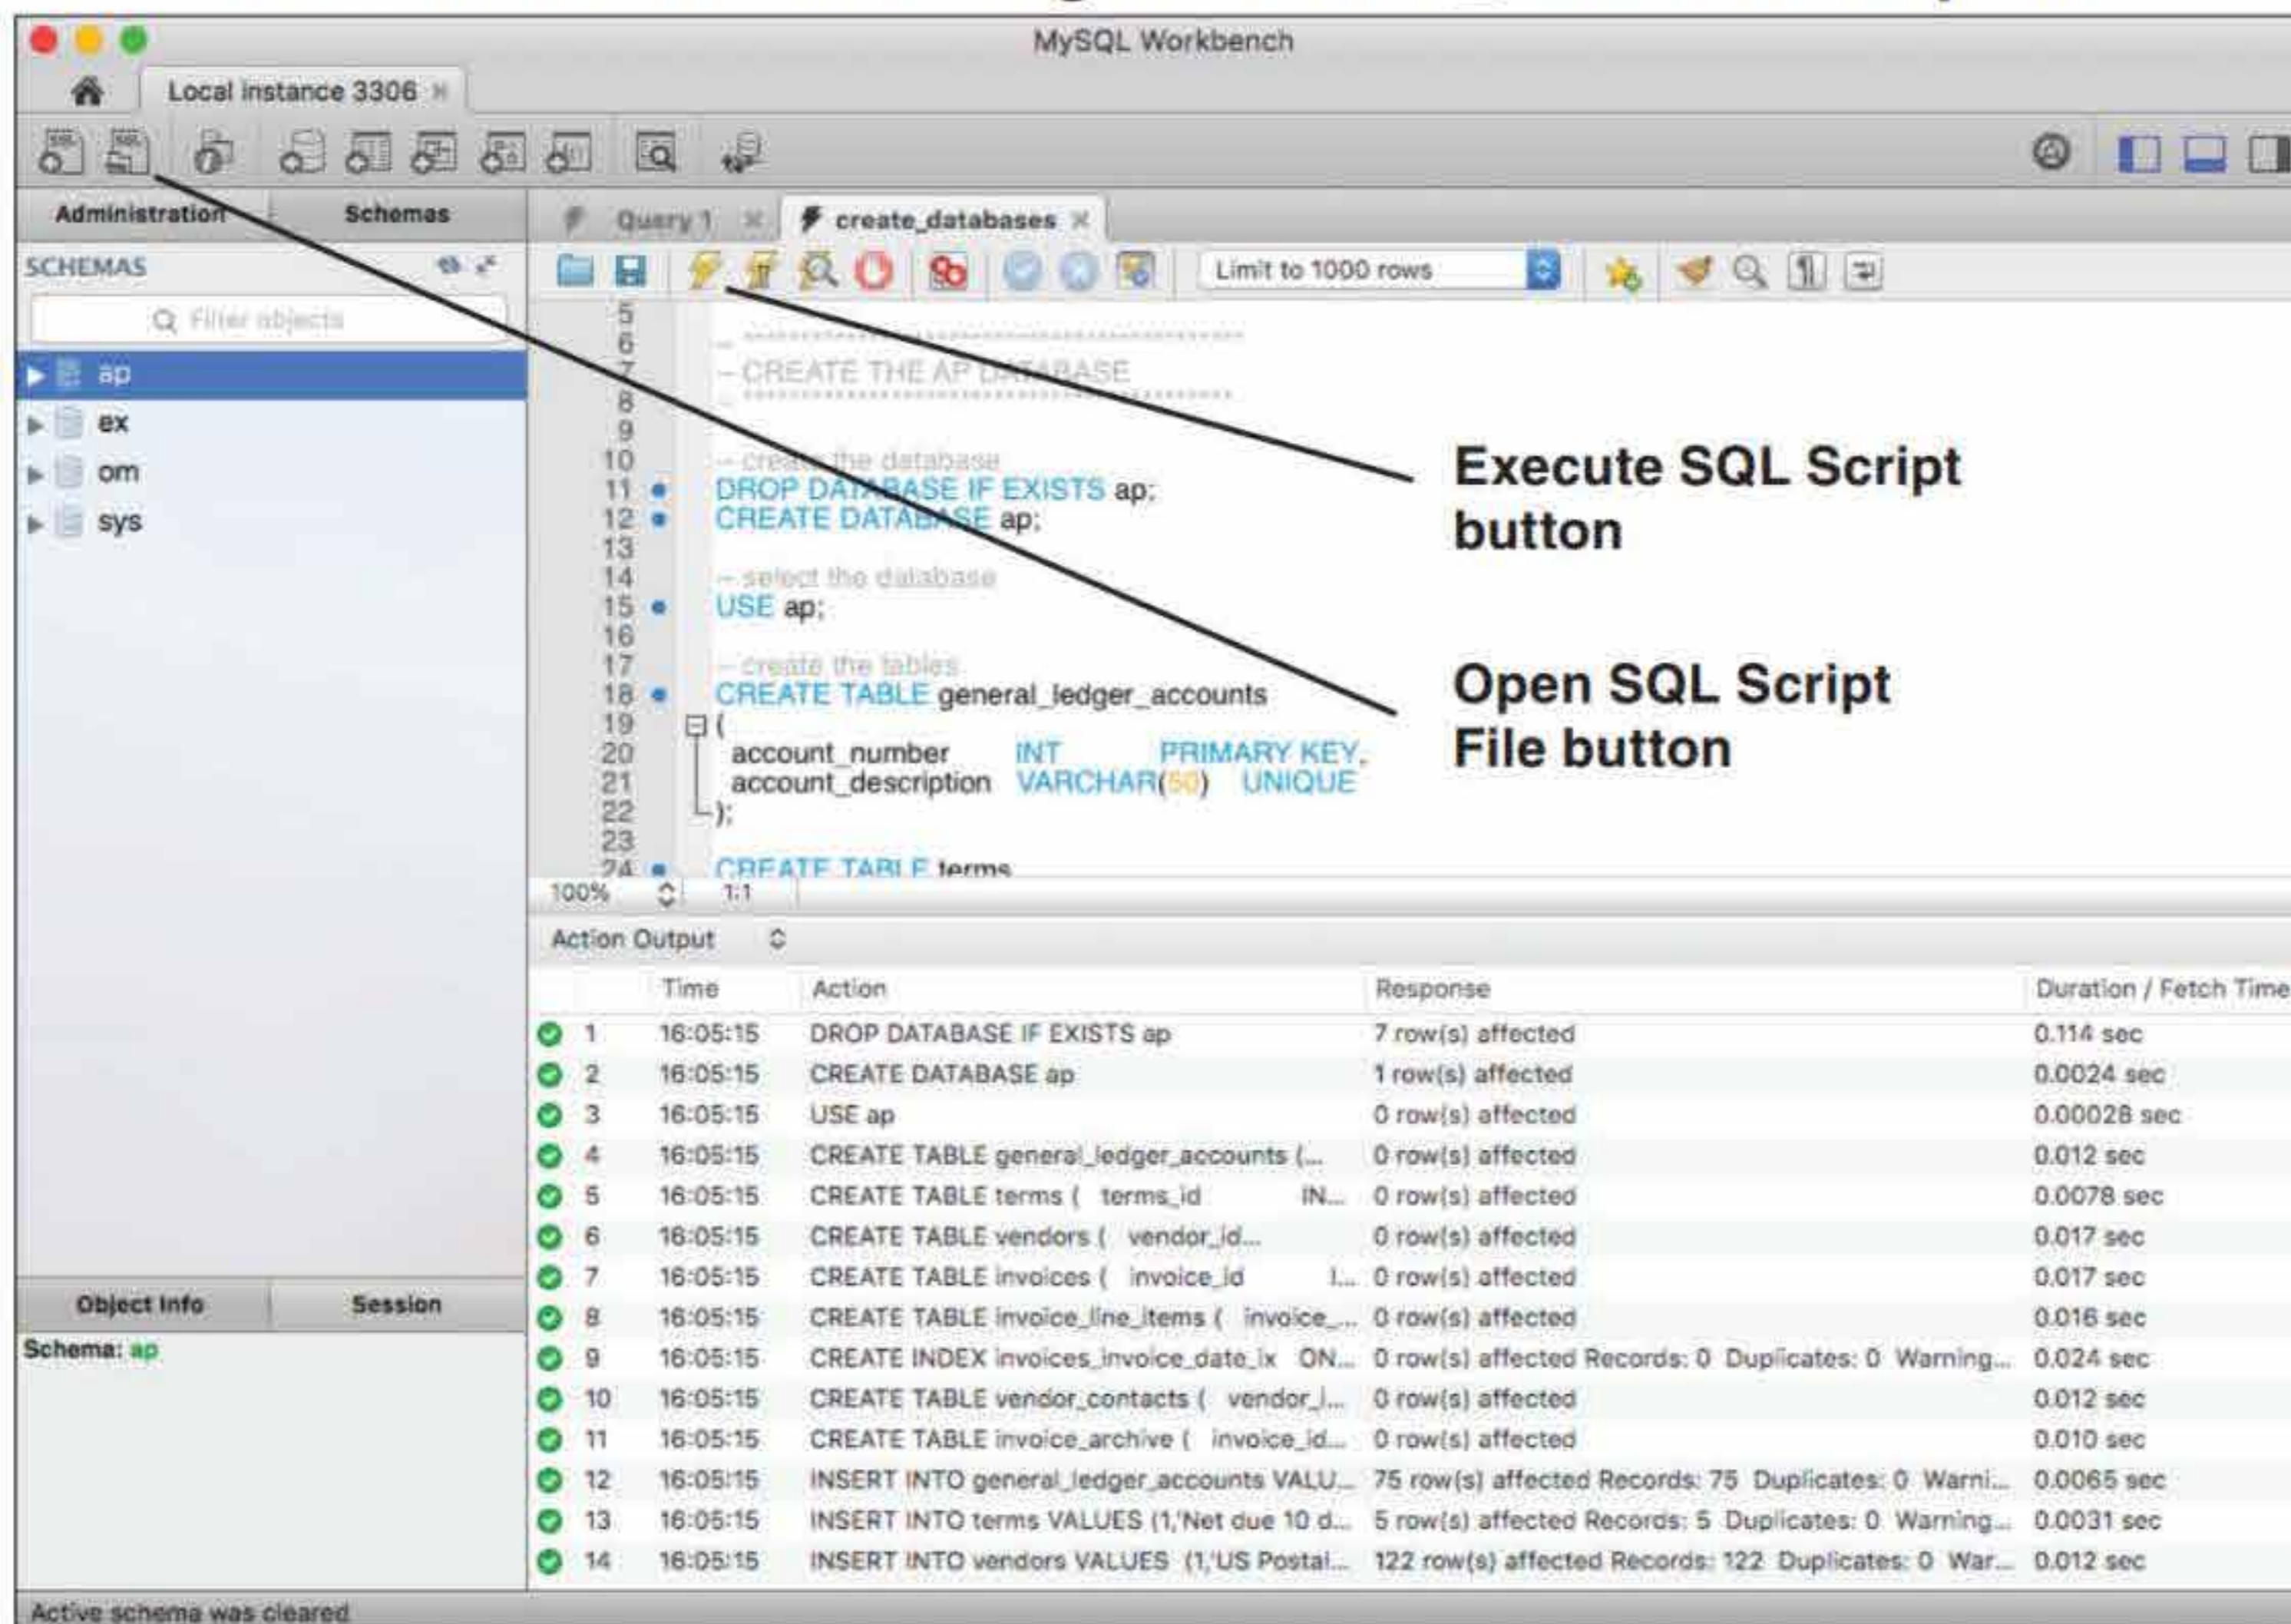 MySQL Workbench
Local instance 3306
Administration Schemas
SCHEMAS
Filter objects
ap
ex
om
sys
Object Info Session
Schema: ap
Query 1 create_databases
Limit to 1000 rows
5
6 --
7 -- CREATE THE AP DATABASE
8
9
10 -- create the database
11 DROP DATABASE IF EXISTS ap;
12 CREATE DATABASE ap;
13
14 -- select the database
15 USE ap;
16
17 -- create the tables
18 CREATE TABLE general_ledger_accounts
19 (
20 account_number INT PRIMARY KEY,
21 account_description VARCHAR(50) UNIQUE
22 );
23
24 CREATE TABLE terms
Execute SQL Script
button
Open SQL Script
File button
100% 1:1
Action Output
Time Action Response Duration / Fetch Time
1 16:05:15 DROP DATABASE IF EXISTS ap 7 row(s) affected 0.114 sec
2 16:05:15 CREATE DATABASE ap 1 row(s) affected 0.0024 sec
3 16:05:15 USE ap 0 row(s) affected 0.00028 sec
4 16:05:15 CREATE TABLE general_ledger_accounts (... 0 row(s) affected 0.012 sec
5 16:05:15 CREATE TABLE terms ( terms_id IN... 0 row(s) affected 0.0078 sec
6 16:05:15 CREATE TABLE vendors ( vendor_id... 0 row(s) affected 0.017 sec
7 16:05:15 CREATE TABLE invoices ( invoice_id I... 0 row(s) affected 0.017 sec
8 16:05:15 CREATE TABLE invoice_line_items ( invoice_... 0 row(s) affected 0.016 sec
9 16:05:15 CREATE INDEX invoices_invoice_date_ix ON... 0 row(s) affected Records: 0 Duplicates: 0 Warning... 0.024 sec
10 16:05:15 CREATE TABLE vendor_contacts ( vendor_i... 0 row(s) affected 0.012 sec
11 16:05:15 CREATE TABLE invoice_archive ( invoice_id... 0 row(s) affected 0.010 sec
12 16:05:15 INSERT INTO general_ledger_accounts VALU... 75 row(s) affected Records: 75 Duplicates: 0 Warni... 0.0065 sec
13 16:05:15 INSERT INTO terms VALUES (1,'Net due 10 d... 5 row(s) affected Records: 5 Duplicates: 0 Warning... 0.0031 sec
14 16:05:15 INSERT INTO vendors VALUES (1,'US Postal... 122 row(s) affected Records: 122 Duplicates: 0 War... 0.012 sec
Active schema was cleared